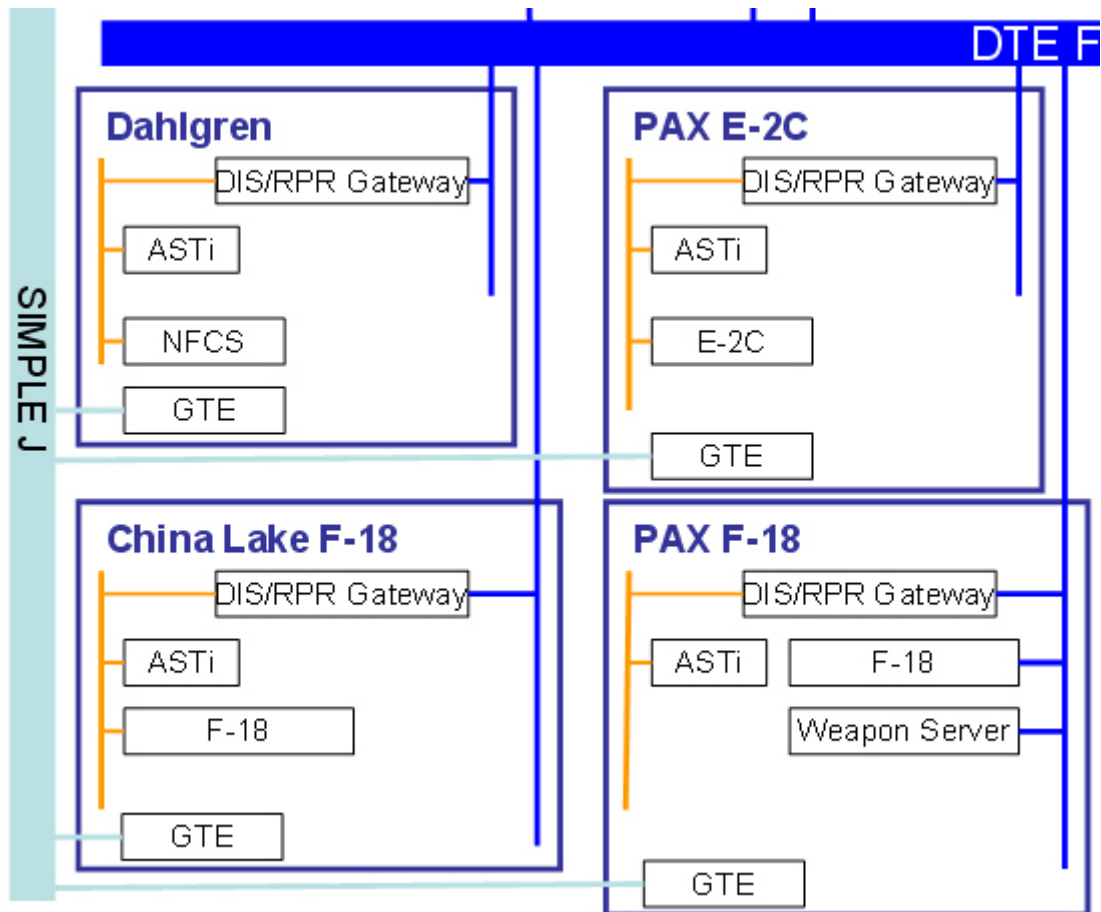 DTE F
SIMPLE J
Dahlgren
DIS/RPR Gateway
ASTi
NFCS
GTE
PAX E-2C
DIS/RPR Gateway
ASTi
E-2C
GTE
China Lake F-18
DIS/RPR Gateway
ASTi
F-18
GTE
PAX F-18
DIS/RPR Gateway
ASTi
F-18
Weapon Server
GTE